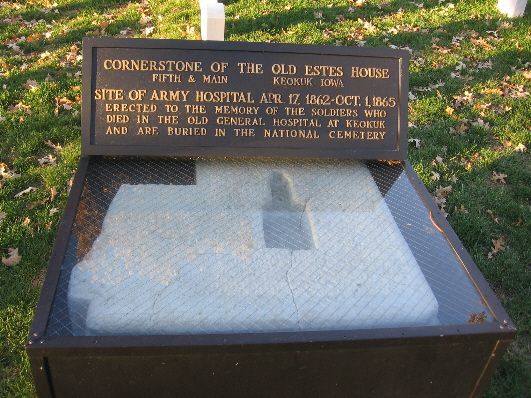 CORNERSTONE OF THE OLD ESTES HOUSE
FIFTH & MAIN KEOKUK IOWA
SITE OF ARMY HOSPITAL APR. 17, 1862-OCT. 1, 1865
ERECTED TO THE MEMORY OF THE SOLDIERS WHO
DIED IN THE OLD GENERAL HOSPITAL AT KEOKUK
AND ARE BURIED IN THE NATIONAL CEMETERY